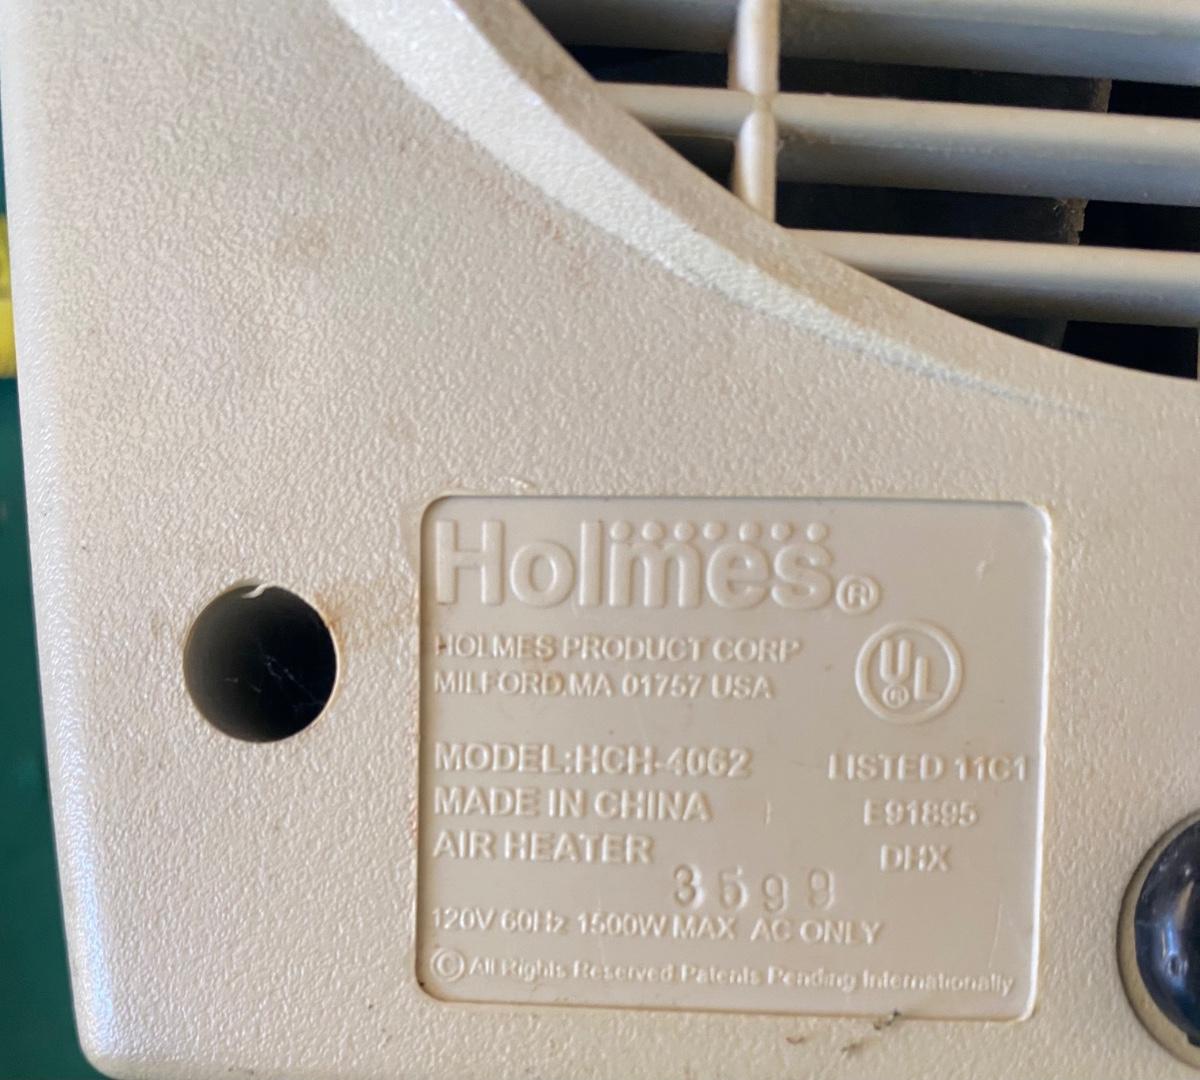 Holmes®
HOLMES PRODUCT CORP
MILFORD,MA 01757 USA
UL®
MODEL:HCH-4062
LISTED 11C1
MADE IN CHINA
E91895
AIR HEATER
DHX
3599
120V 60Hz 1500W MAX AC ONLY
©All Rights Reserved Patents Pending Internationally